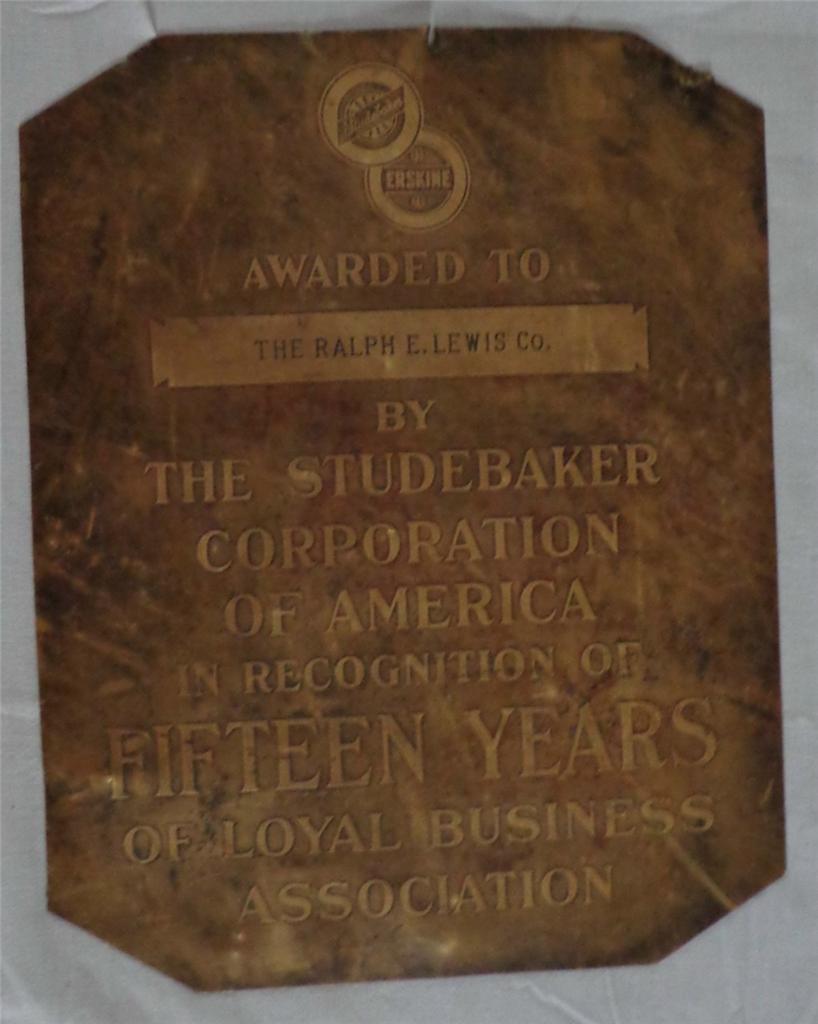 ERSKINE
AWARDED TO
THE RALPH E. LEWIS CO.
BY
THE STUDEBAKER
CORPORATION
OF AMERICA
IN RECOGNITION OF
FIFTEEN YEARS
OF LOYAL BUSINESS
ASSOCIATION